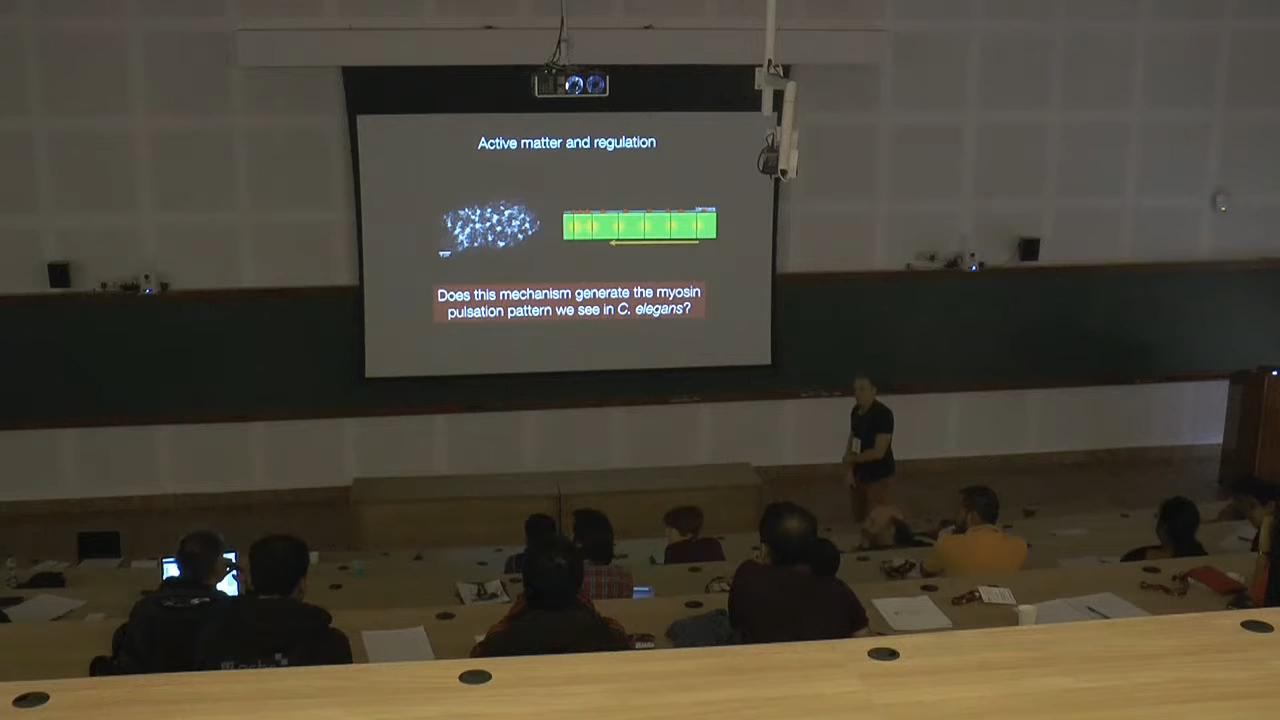 Active matter and regulation
Does this mechanism generate the myosin
pulsation pattern we see in C. elegans?